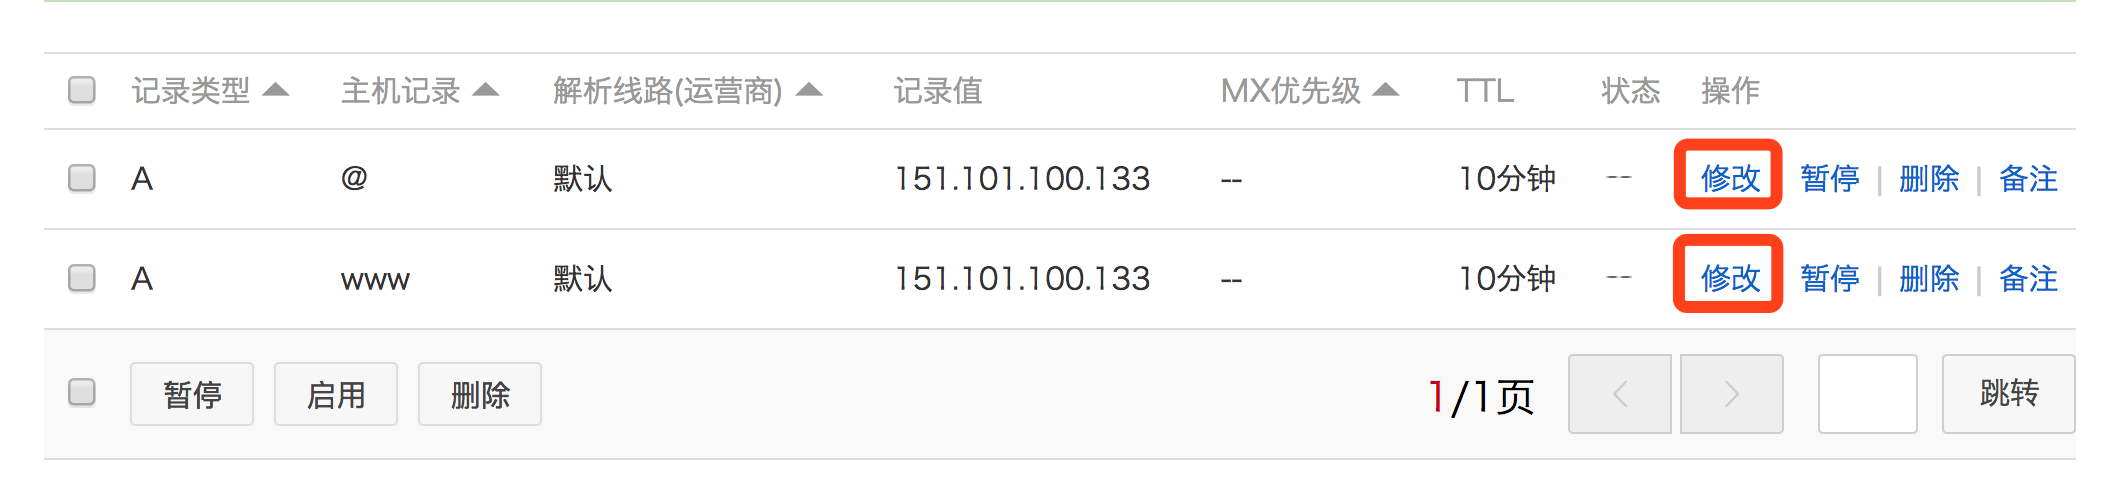 记录类型 主机记录 解析线路(运营商) 记录值 MX优先级 TTL 状态 操作
A @ 默认 151.101.100.133 -- 10分钟 -- 修改 暂停 | 删除 | 备注
A www 默认 151.101.100.133 -- 10分钟 -- 修改 暂停 | 删除 | 备注
暂停 启用 删除 1/1页 跳转